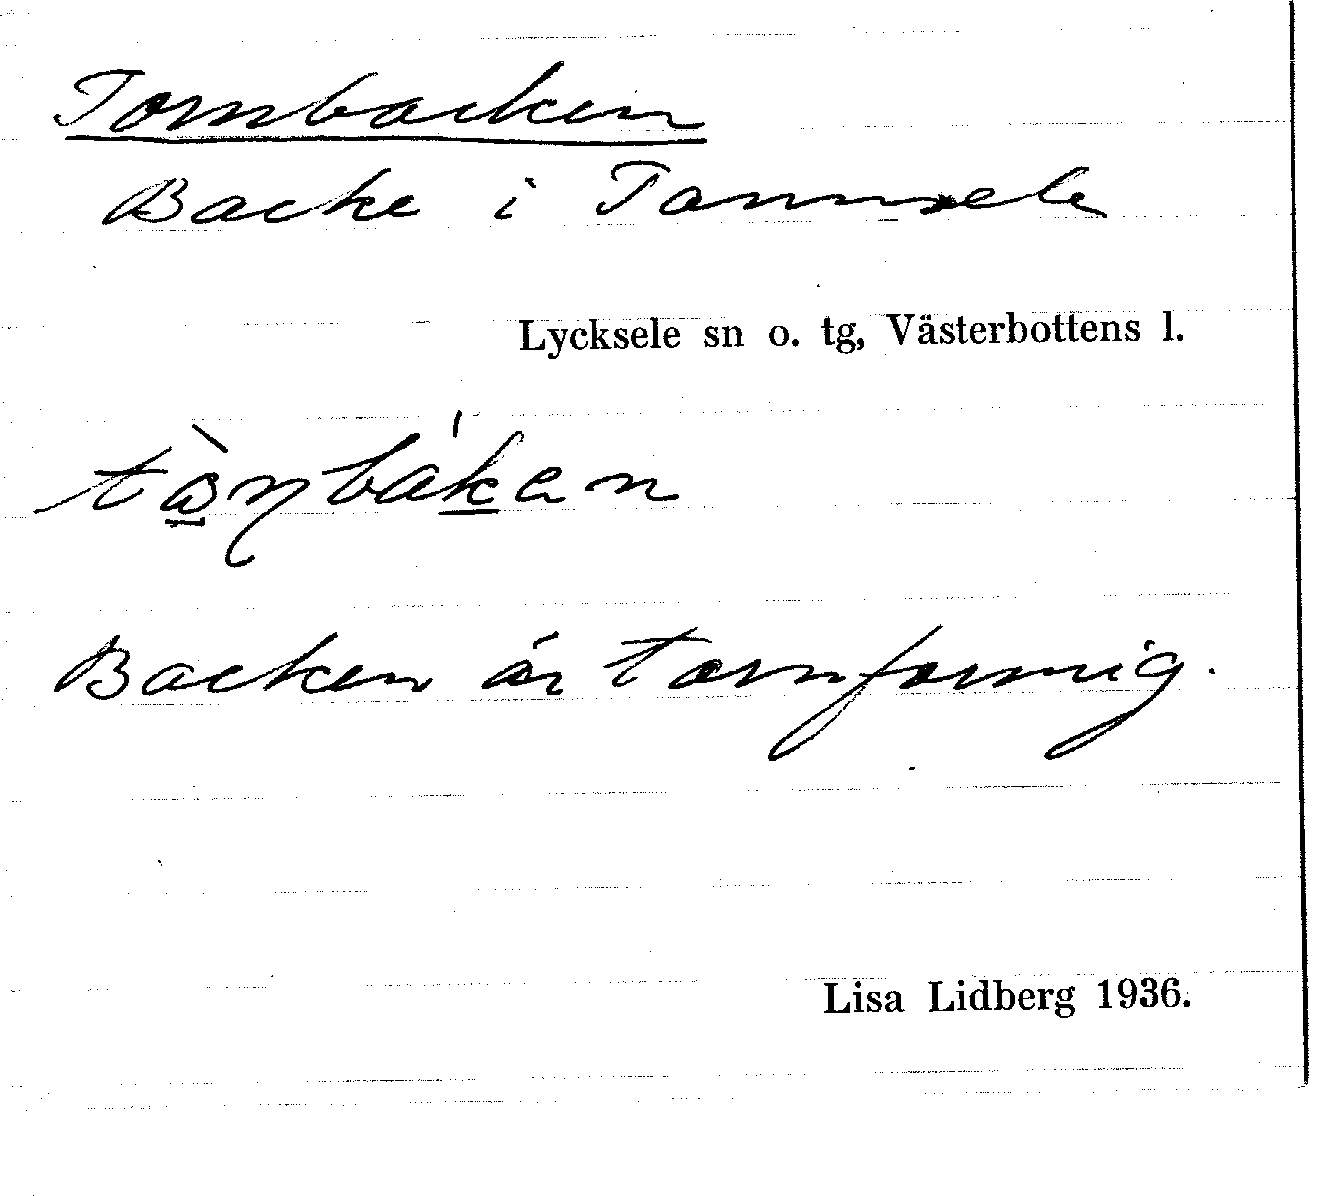 Tornbacken
Backe i Tannsele
Lycksele sn o. tg, Västerbottens l.
Backen är tornformig.
Lisa Lidberg 1936.